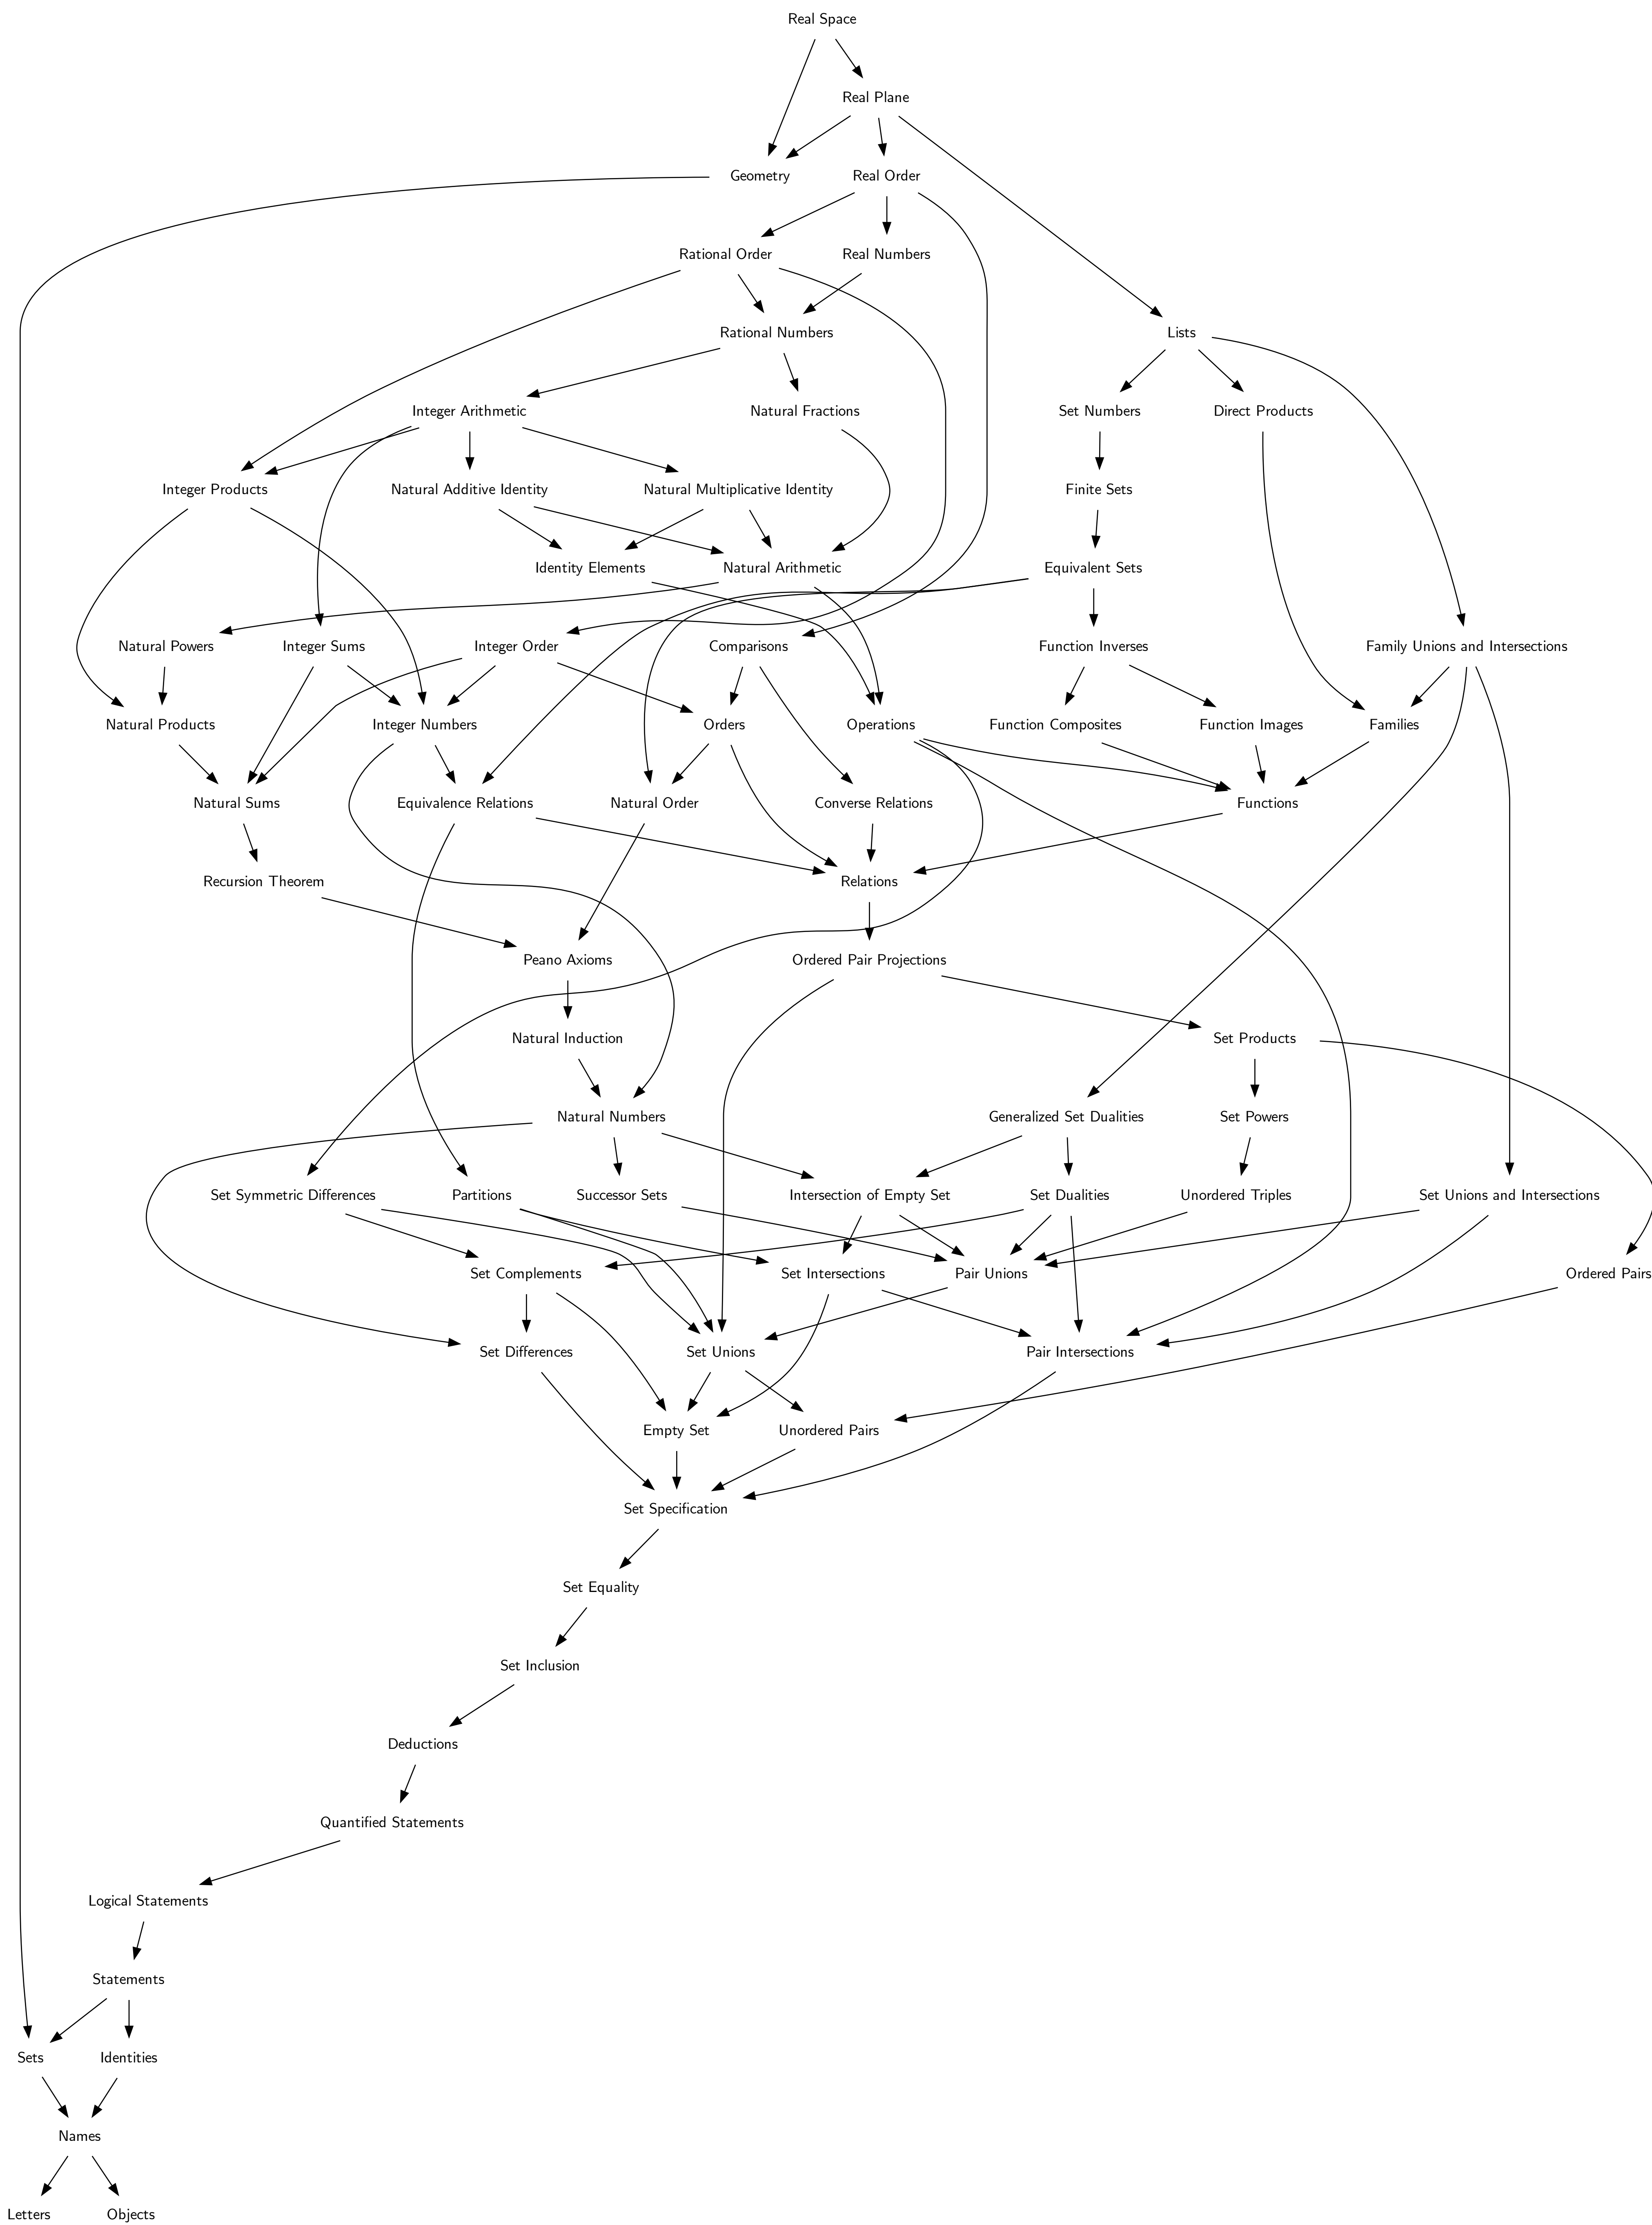 Real Space
Real Plane
Geometry
Real Order
Rational Order
Real Numbers
Rational Numbers
Lists
Integer Arithmetic
Natural Fractions
Set Numbers
Direct Products
Integer Products
Natural Additive Identity
Natural Multiplicative Identity
Finite Sets
Identity Elements
Natural Arithmetic
Equivalent Sets
Natural Powers
Integer Sums
Integer Order
Comparisons
Function Inverses
Family Unions and Intersections
Natural Products
Integer Numbers
Orders
Operations
Function Composites
Function Images
Families
Natural Sums
Equivalence Relations
Natural Order
Converse Relations
Functions
Recursion Theorem
Relations
Peano Axioms
Ordered Pair Projections
Natural Induction
Set Products
Natural Numbers
Generalized Set Dualities
Set Powers
Set Symmetric Differences
Partitions
Successor Sets
Intersection of Empty Set
Set Dualities
Unordered Triples
Set Unions and Intersections
Set Complements
Set Intersections
Pair Unions
Ordered Pairs
Set Differences
Set Unions
Pair Intersections
Empty Set
Unordered Pairs
Set Specification
Set Equality
Set Inclusion
Deductions
Quantified Statements
Logical Statements
Statements
Sets
Identities
Names
Letters
Objects